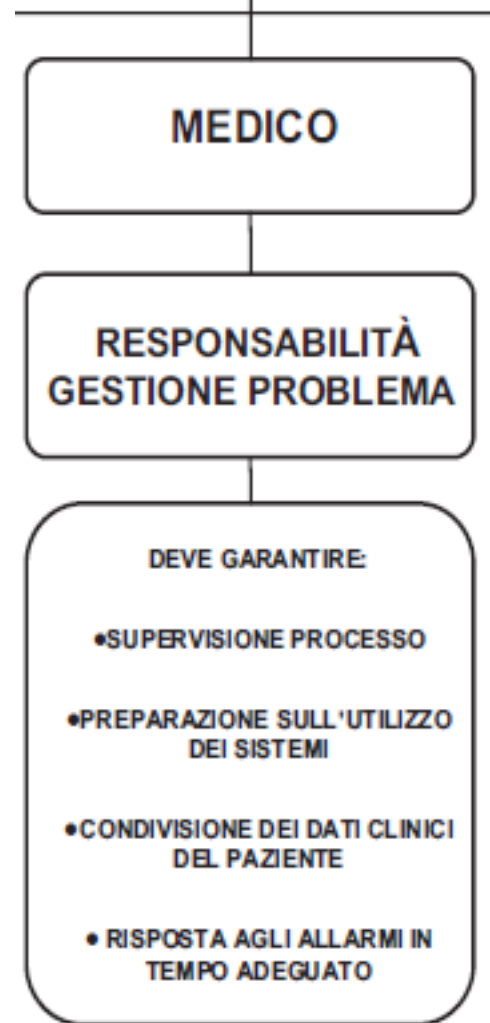 MEDICO
RESPONSABILITÀ
GESTIONE PROBLEMA
DEVE GARANTIRE:
•SUPERVISIONE PROCESSO
•PREPARAZIONE SULL'UTILIZZO
DEI SISTEMI
•CONDIVISIONE DEI DATI CLINICI
DEL PAZIENTE
• RISPOSTA AGLI ALLARMI IN
TEMPO ADEGUATO